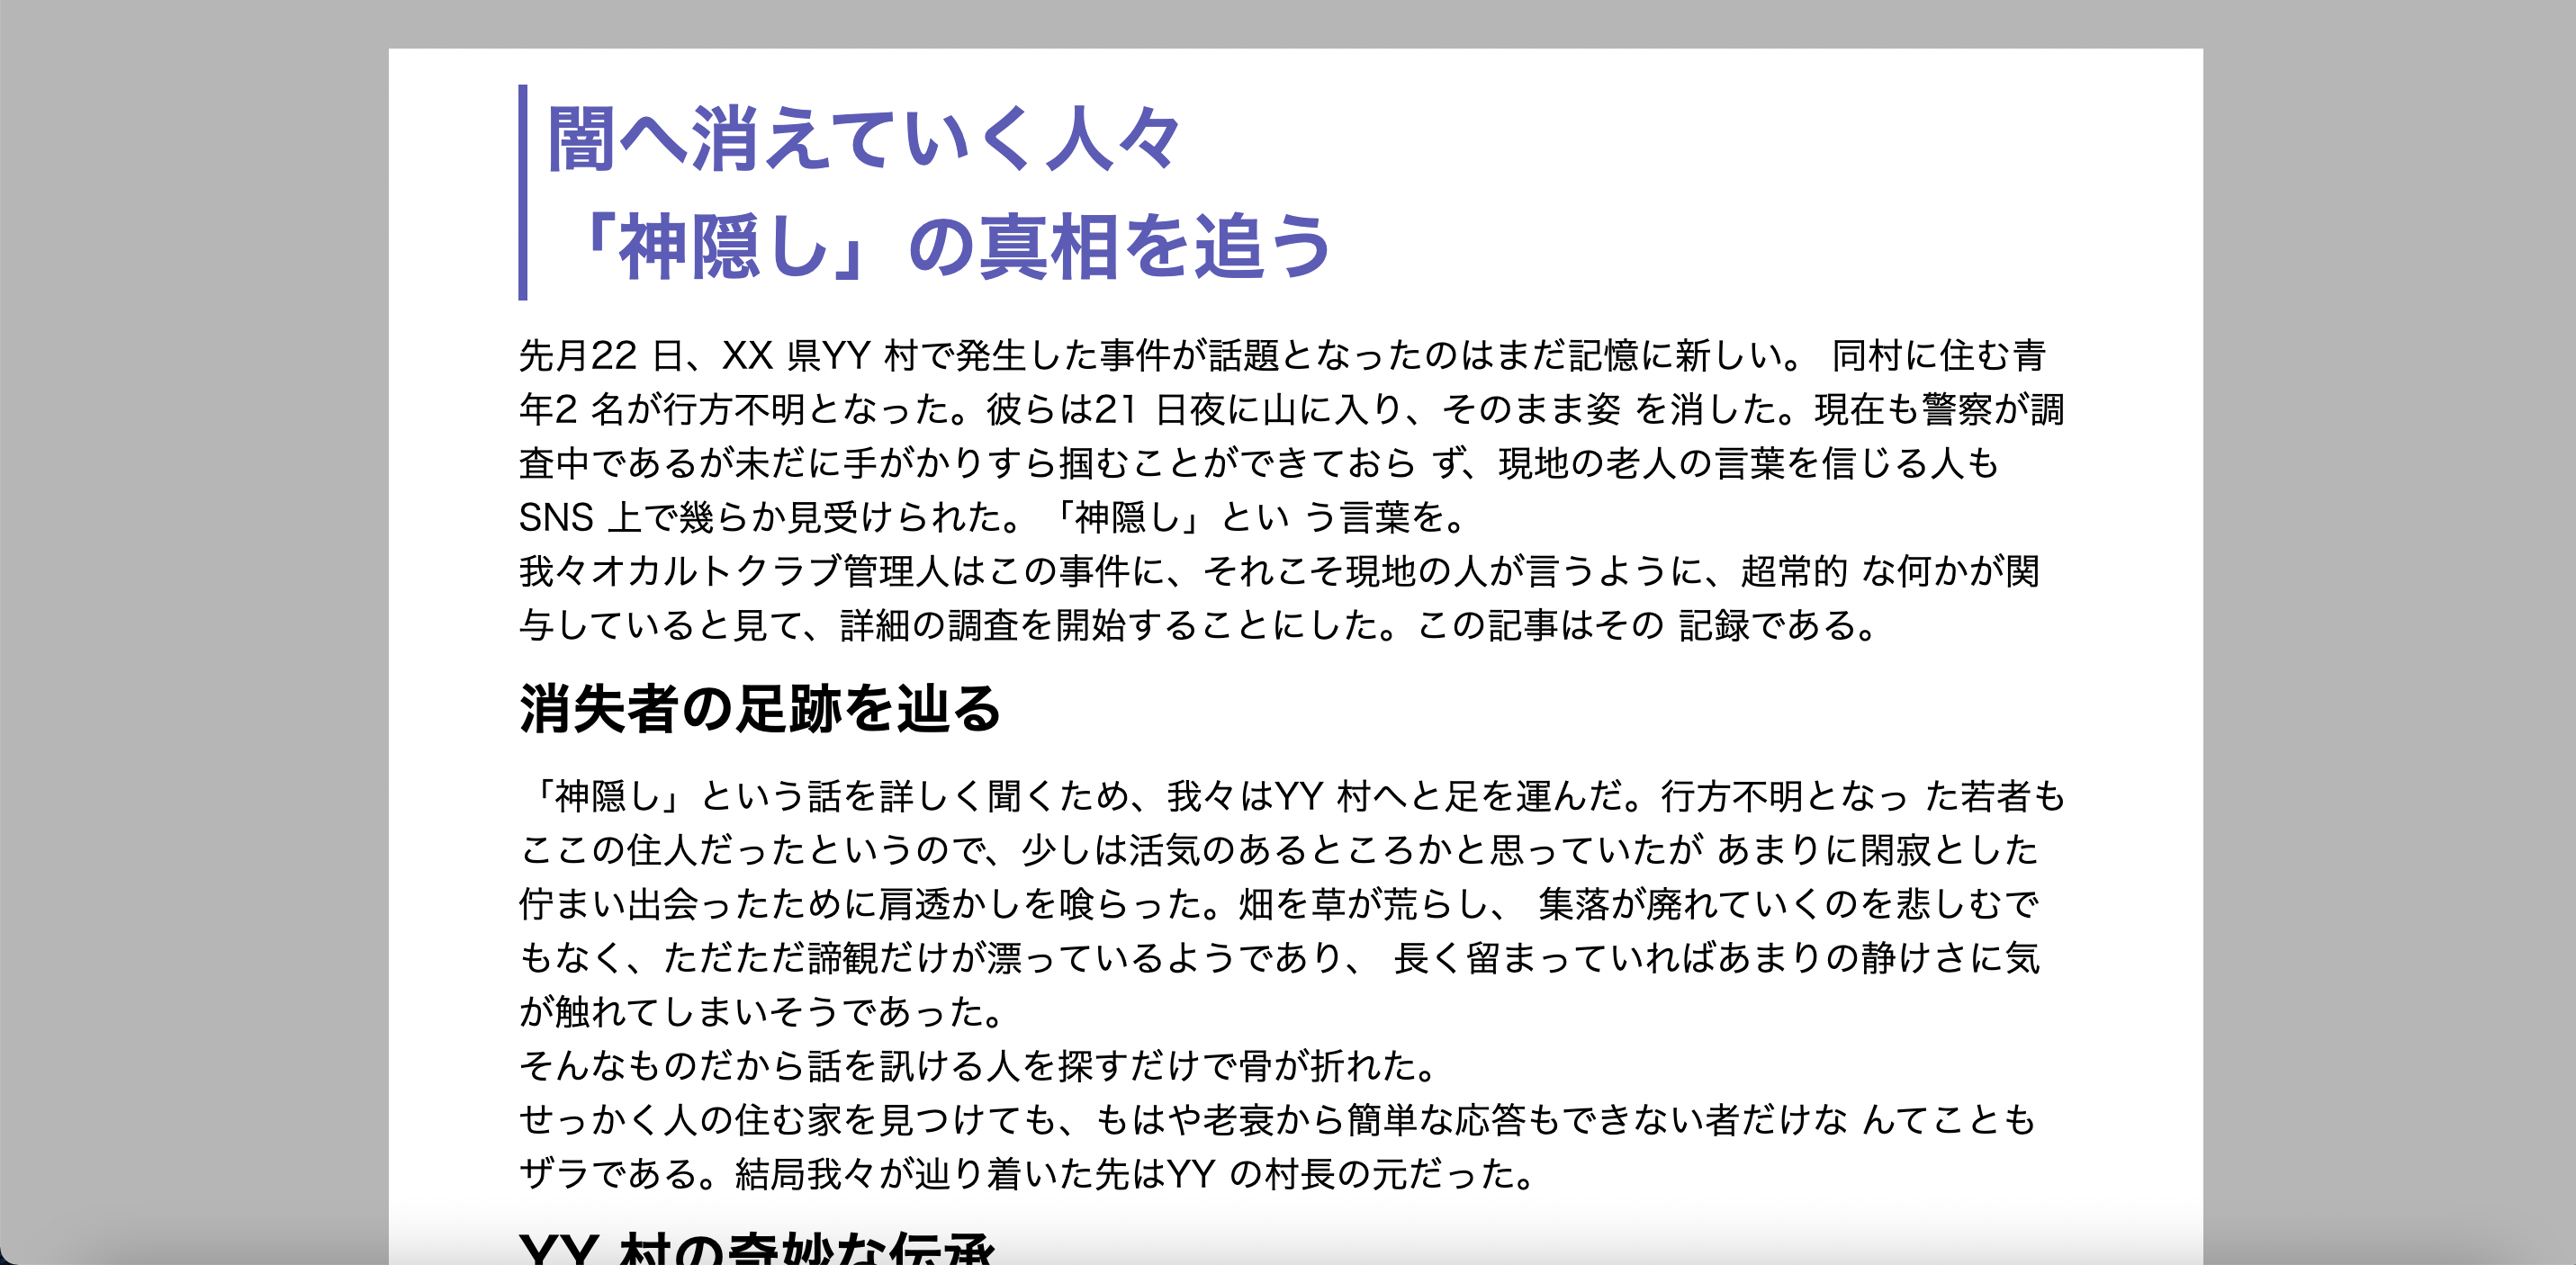 闇へ消えていく人々
「神隠し」の真相を追う
先月22 日、XX 県YY 村で発生した事件が話題となったのはまだ記憶に新しい。 同村に住む青
年2 名が行方不明となった。彼らは21 日夜に山に入り、そのまま姿 を消した。現在も警察が調
査中であるが未だに手がかりすら掴むことができておら ず、現地の老人の言葉を信じる人も
SNS 上で幾らか見受けられた。「神隠し」とい う言葉を。
我々オカルトクラブ管理人はこの事件に、それこそ現地の人が言うように、超常的 な何かが関
与していると見て、詳細の調査を開始することにした。この記事はその 記録である。
消失者の足跡を辿る
「神隠し」という話を詳しく聞くため、我々はYY 村へと足を運んだ。行方不明となっ た若者も
ここの住人だったというので、少しは活気のあるところかと思っていたが あまりに閑寂とした
佇まい出会ったために肩透かしを喰らった。畑を草が荒らし、 集落が廃れていくのを悲しむで
もなく、ただただ諦観だけが漂っているようであり、 長く留まっていればあまりの静けさに気
が触れてしまいそうであった。
そんなものだから話を訊ける人を探すだけで骨が折れた。
せっかく人の住む家を見つけても、もはや老衰から簡単な応答もできない者だけな んてことも
ザラである。結局我々が辿り着いた先はYY の村長の元だった。
YY 村の奇妙な伝承